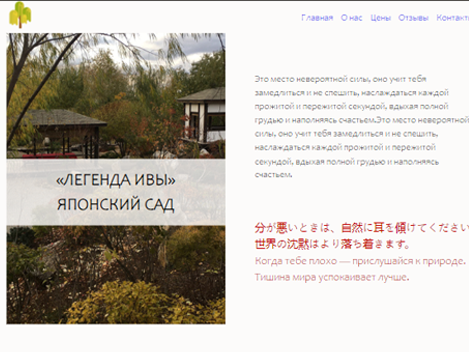 Главная О нас Цены Отзывы Контакты
Это место невероятной силы, оно учит тебя
замедлиться и не спешить, наслаждаться каждой
прожитой и пережитой секундой, вдыхая полной
грудью и наполняясь счастьем.Это место невероятной
силы, оно учит тебя замедлиться и не спешить,
наслаждаться каждой прожитой и пережитой
секундой, вдыхая полной грудью и наполняясь
счастьем.
«ЛЕГЕНДА ИВЫ»
ЯПОНСКИЙ САД
分が悪いときは、自然に耳を傾けてください
世界の沈黙はより落ち着きます。
Когда тебе плохо — прислушайся к природе.
Тишина мира успокаивает лучше.